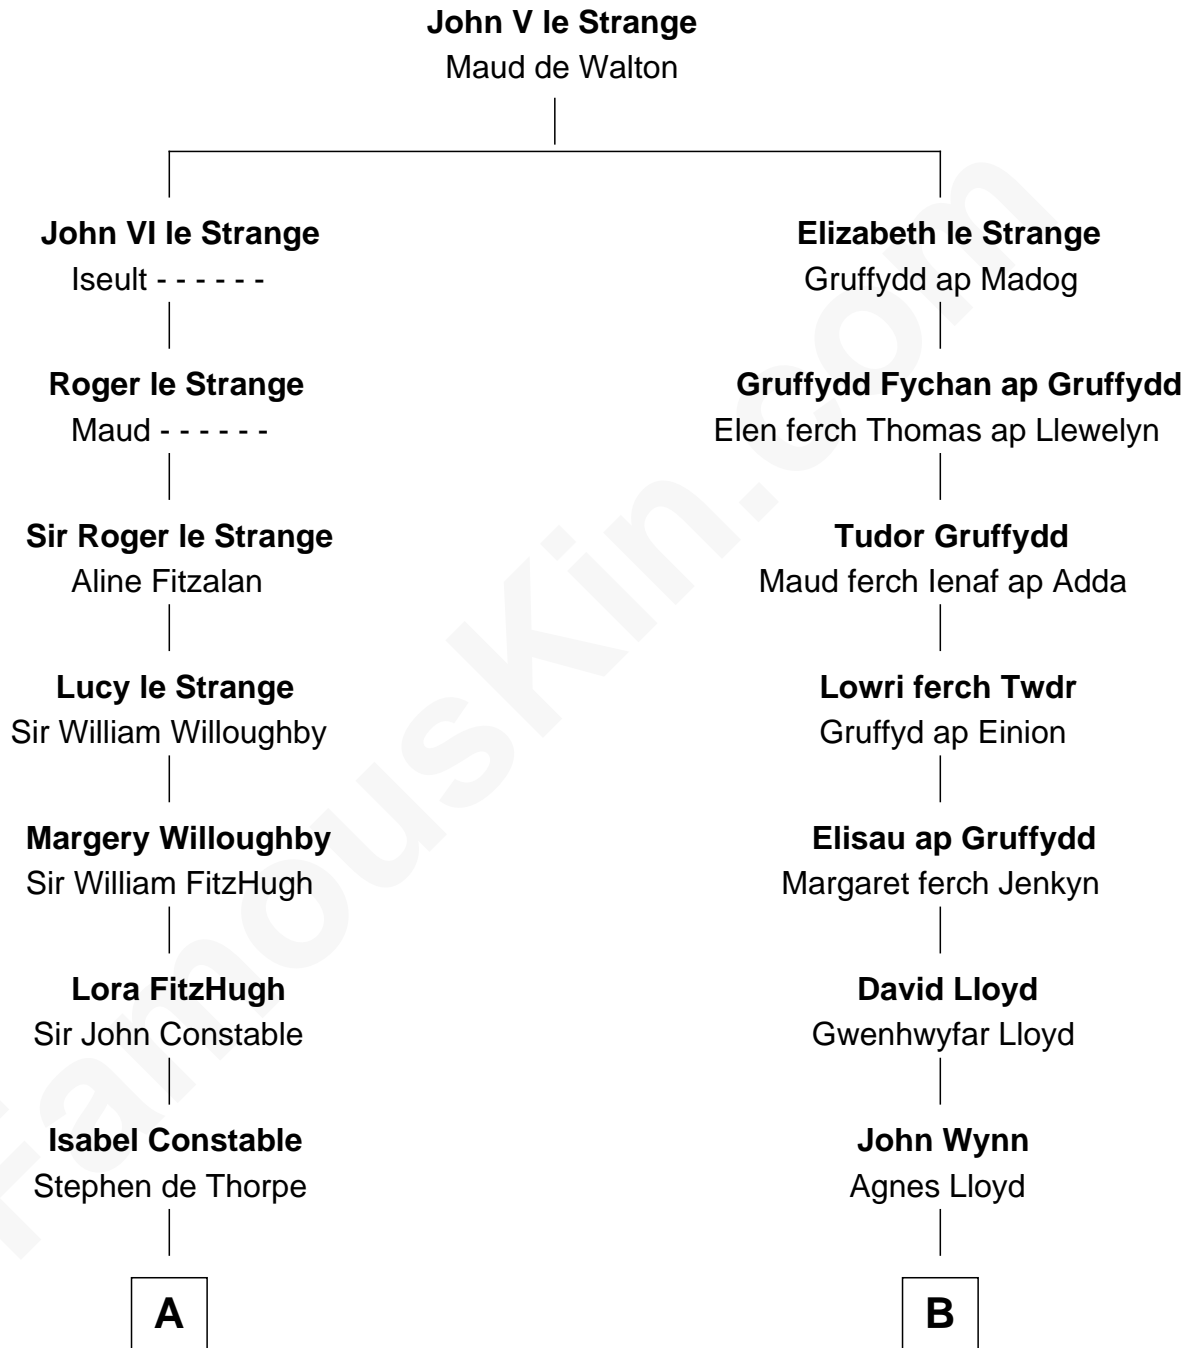 John V le Strange
Maud de Walton
John VI le Strange
Iseult - - - - - -
Roger le Strange
Maud - - - - - -
Sir Roger le Strange
Aline Fitzalan
Lucy le Strange
Sir William Willoughby
Margery Willoughby
Sir William FitzHugh
Lora FitzHugh
Sir John Constable
Isabel Constable
Stephen de Thorpe
A
Elizabeth le Strange
Gruffydd ap Madog
Gruffydd Fychan ap Gruffydd
Elen ferch Thomas ap Llewelyn
Tudor Gruffydd
Maud ferch Ienaf ap Adda
Lowri ferch Twdr
Gruffyd ap Einion
Elisau ap Gruffydd
Margaret ferch Jenkyn
David Lloyd
Gwenhwyfar Lloyd
John Wynn
Agnes Lloyd
B
FamousKin.com